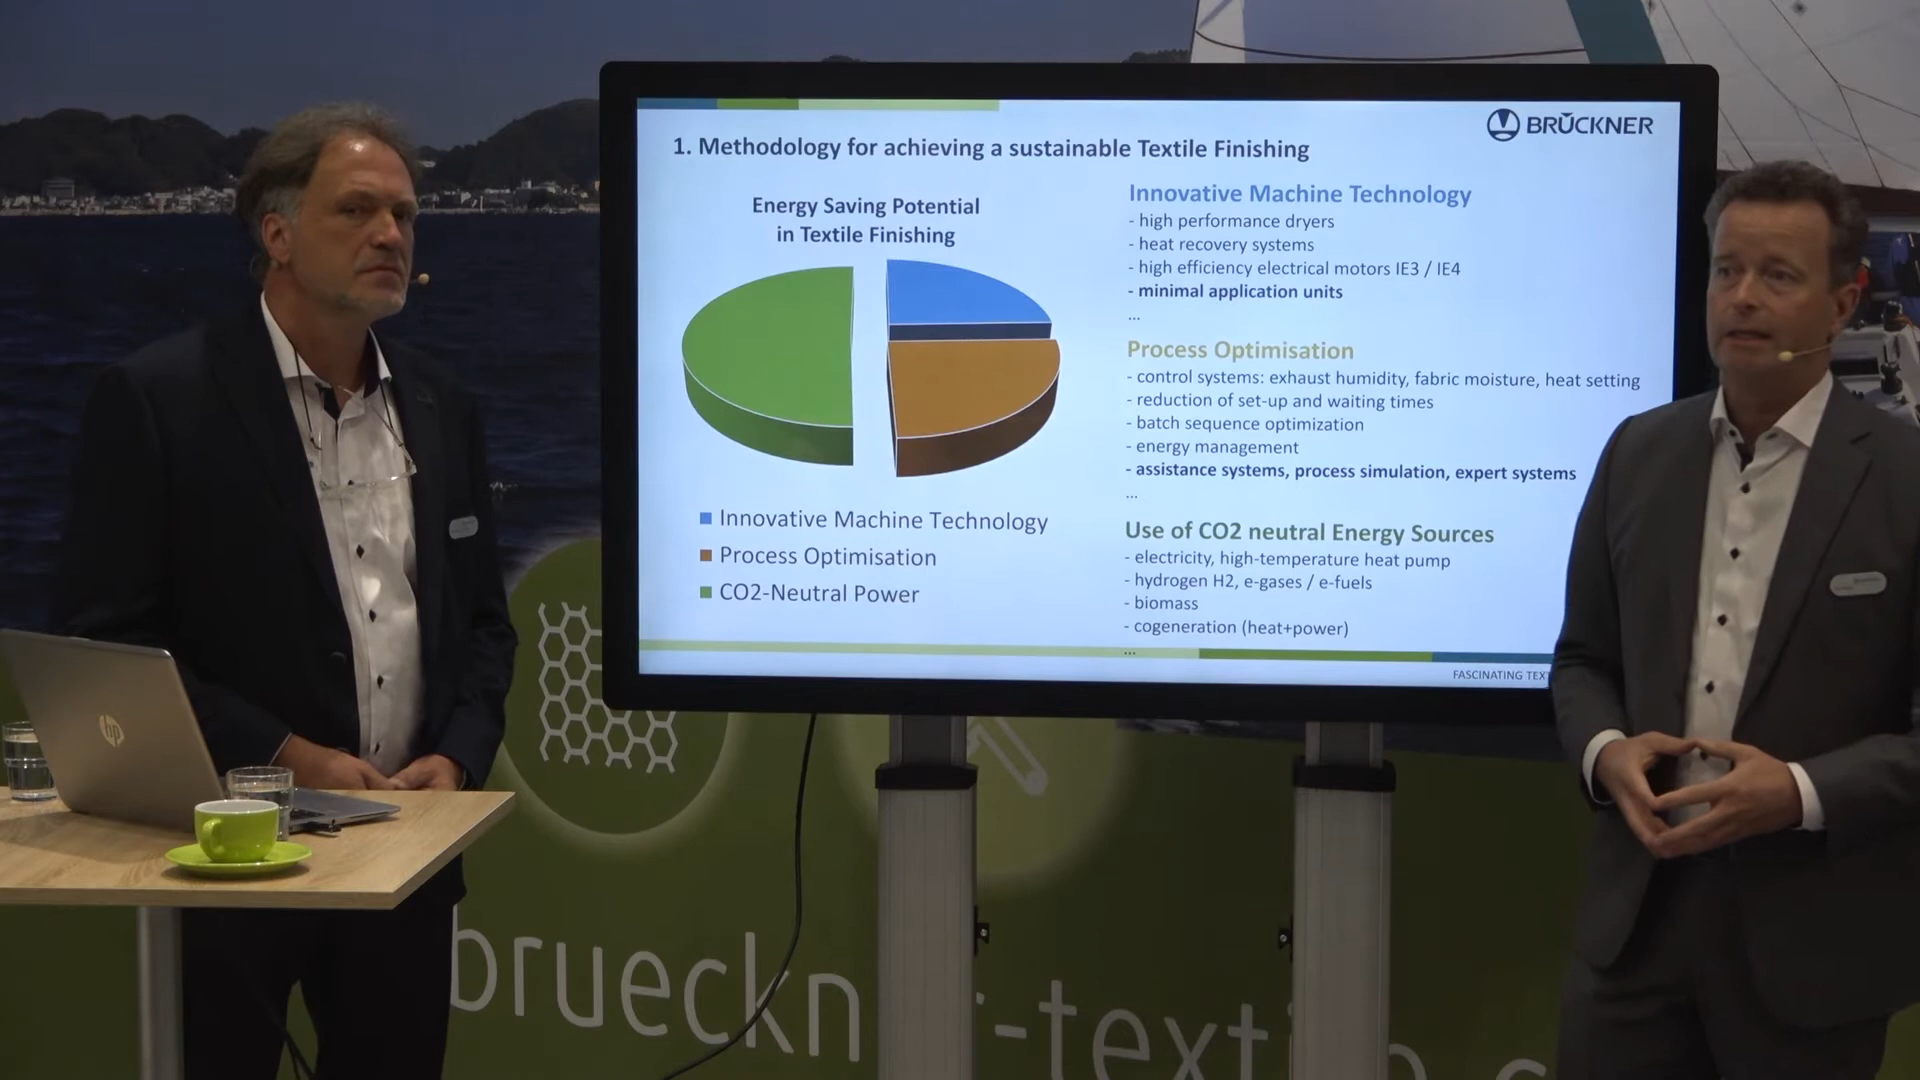 BRÜCKNER
1. Methodology for achieving a sustainable Textile Finishing
Energy Saving Potential
in Textile Finishing
Innovative Machine Technology
Process Optimisation
CO2-Neutral Power
Innovative Machine Technology
- high performance dryers
- heat recovery systems
- high efficiency electrical motors IE3 / IE4
- minimal application units
...
Process Optimisation
- control systems: exhaust humidity, fabric moisture, heat setting
- reduction of set-up and waiting times
- batch sequence optimization
- energy management
- assistance systems, process simulation, expert systems
...
Use of CO2 neutral Energy Sources
- electricity, high-temperature heat pump
- hydrogen H2, e-gases / e-fuels
- biomass
- cogeneration (heat+power)
...
FASCINATING TEX
hp
brueckn r-texti